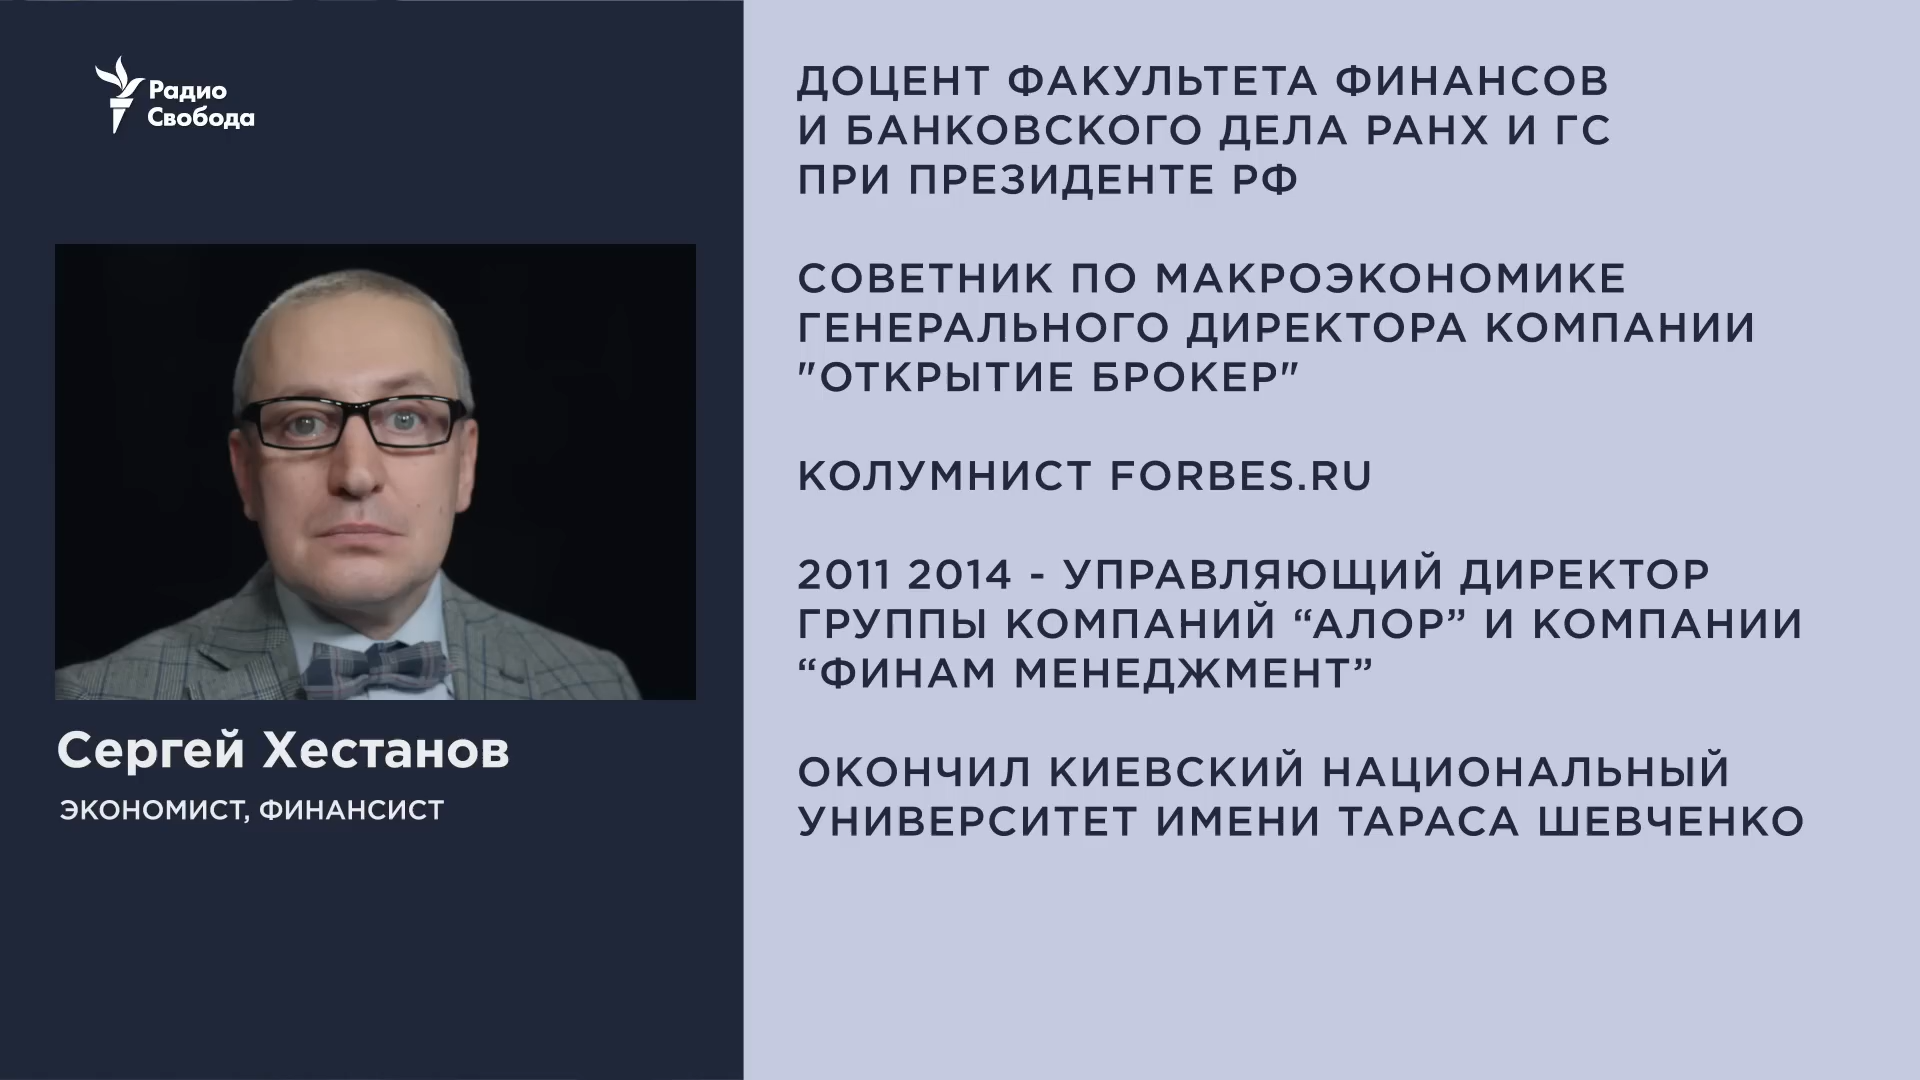 Радио
Свобода
Сергей Хестанов
ЭКОНОМИСТ, ФИНАНСИСТ
ДОЦЕНТ ФАКУЛЬТЕТА ФИНАНСОВ
И БАНКОВСКОГО ДЕЛА РАНХ И ГС
ПРИ ПРЕЗИДЕНТЕ РФ
СОВЕТНИК ПО МАКРОЭКОНОМИКЕ
ГЕНЕРАЛЬНОГО ДИРЕКТОРА КОМПАНИИ
"ОТКРЫТИЕ БРОКЕР"
КОЛУМНИСТ FORBES.RU
2011 2014 - УПРАВЛЯЮЩИЙ ДИРЕКТОР
ГРУППЫ КОМПАНИЙ “АЛОР” И КОМПАНИИ
“ФИНАМ МЕНЕДЖМЕНТ”
ОКОНЧИЛ КИЕВСКИЙ НАЦИОНАЛЬНЫЙ
УНИВЕРСИТЕТ ИМЕНИ ТАРАСА ШЕВЧЕНКО